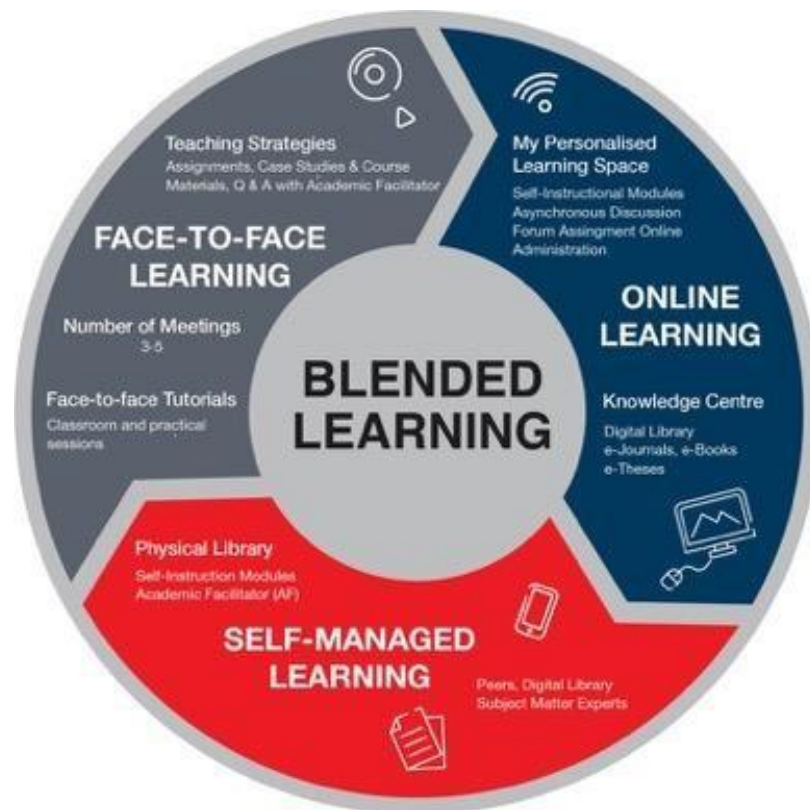 Teaching Strategies
Assignments, Case Studies & Course
Materials, Q & A with Academic Facilitator
FACE-TO-FACE
LEARNING
Number of Meetings
3-5
Face-to-face Tutorials
Classroom and practical
sessions
My Personalised
Learning Space
Self-Instructional Modules
Asynchronous Discussion
Forum Assingment Online
Administration
ONLINE
LEARNING
Knowledge Centre
Digital Library
e-Journals, e-Books
e-Theses
BLENDED
LEARNING
Physical Library
Self-Instruction Modules
Academic Facilitator (AF)
SELF-MANAGED
LEARNING
Peers, Digital Library
Subject Matter Experts